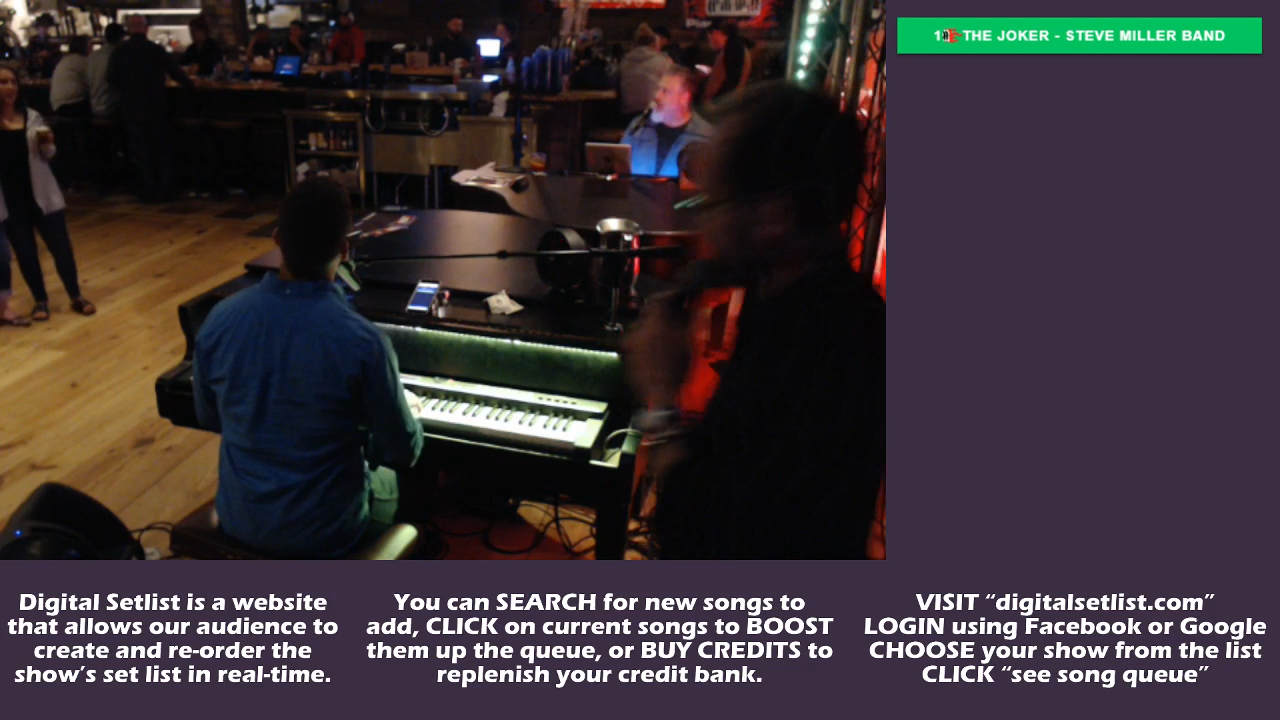 1 THE JOKER - STEVE MILLER BAND
Digital Setlist is a website
that allows our audience to
create and re-order the
show's set list in real-time.
You can SEARCH for new songs to
add, CLICK on current songs to BOOST
them up the queue, or BUY CREDITS to
replenish your credit bank.
VISIT “digitalsetlist.com”
LOGIN using Facebook or Google
CHOOSE your show from the list
CLICK “see song queue”